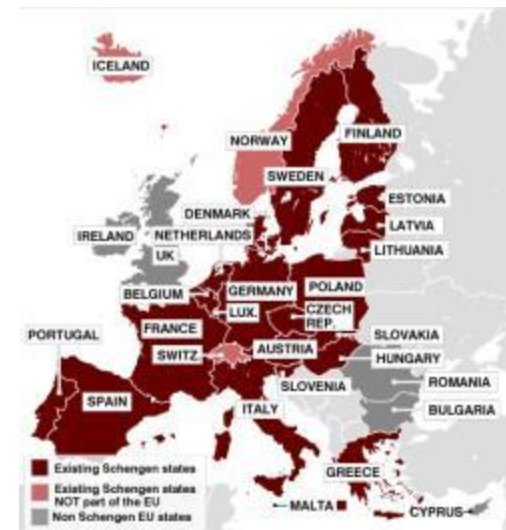 ICELAND
NORWAY
FINLAND
SWEDEN
ESTONIA
DENMARK
LATVIA
IRELAND
NETHERLANDS
LITHUANIA
UK
BELGIUM
GERMANY
POLAND
LUX.
CZECH
REP.
PORTUGAL
FRANCE
SLOVAKIA
SWITZ
AUSTRIA
HUNGARY
SLOVENIA
ROMANIA
SPAIN
ITALY
BULGARIA
Existing Schengen states
GREECE
Existing Schengen states
NOT part of the EU
Non Schengen EU states
MALTA
CYPRUS